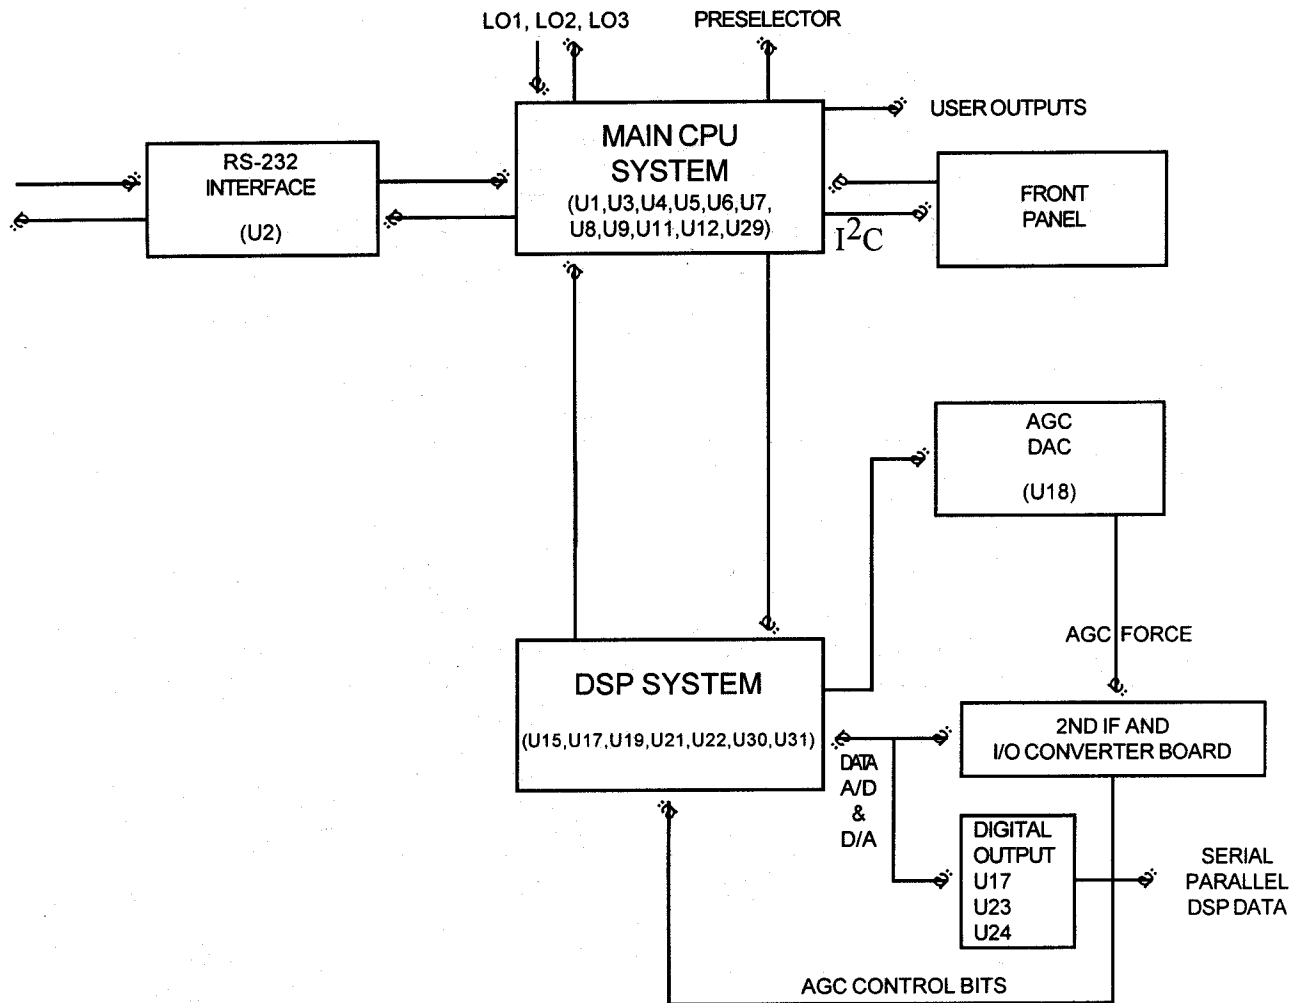 LO1, LO2, LO3
PRESELECTOR
USER OUTPUTS
RS-232
INTERFACE
(U2)
MAIN CPU
SYSTEM
(U1,U3,U4,U5,U6,U7,
U8,U9,U11,U12,U29)
I²C
FRONT
PANEL
AGC
DAC
(U18)
AGC FORCE
DSP SYSTEM
(U15,U17,U19,U21,U22,U30,U31)
2ND IF AND
I/O CONVERTER BOARD
DATA
A/D
&
D/A
DIGITAL
OUTPUT
U17
U23
U24
SERIAL
PARALLEL
DSP DATA
AGC CONTROL BITS